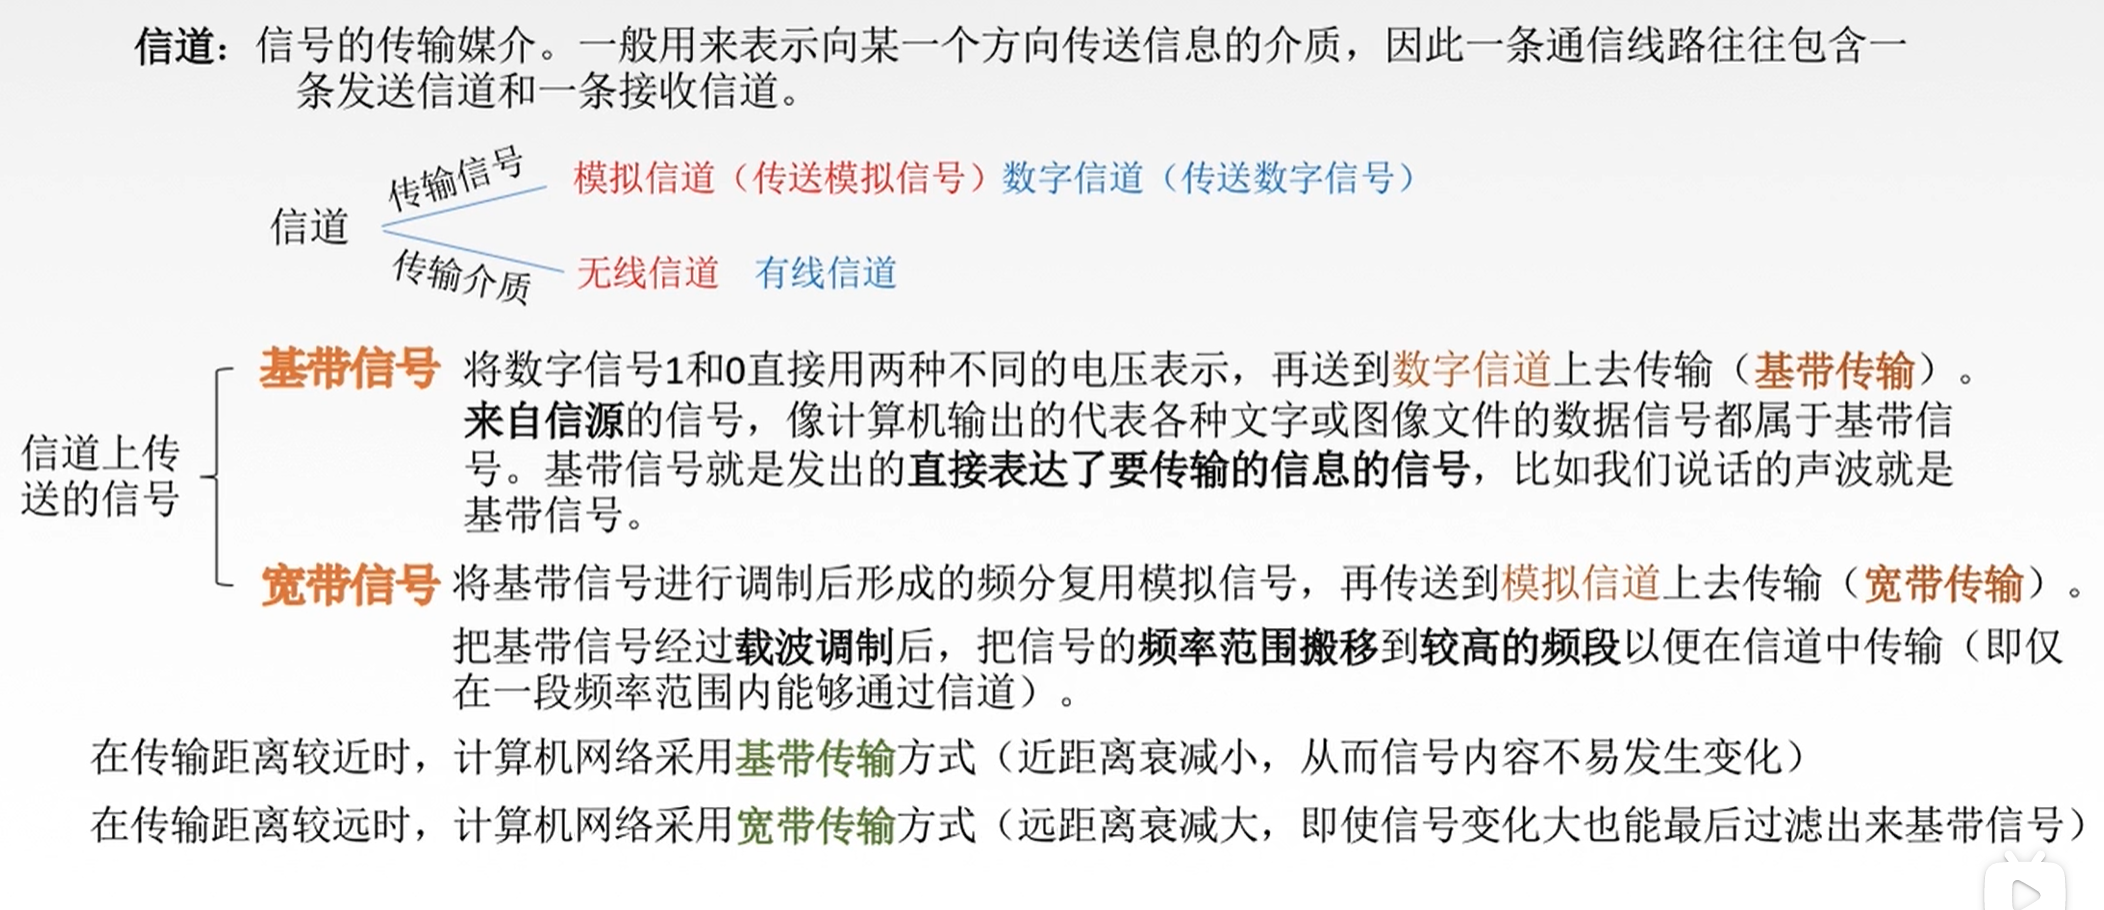 信道：信号的传输媒介。一般用来表示向某一个方向传送信息的介质，因此一条通信线路往往包含一
条发送信道和一条接收信道。
传输信号
模拟信道（传送模拟信号）数字信道（传送数字信号）
信道
传输介质
无线信道 有线信道
信道上传
送的信号
基带信号 将数字信号1和0直接用两种不同的电压表示，再送到数字信道上去传输（基带传输）。
来自信源的信号，像计算机输出的代表各种文字或图像文件的数据信号都属于基带信
号。基带信号就是发出的直接表达了要传输的信息的信号，比如我们说话的声波就是
基带信号。
宽带信号 将基带信号进行调制后形成的频分复用模拟信号，再传送到模拟信道上去传输（宽带传输）。
把基带信号经过载波调制后，把信号的频率范围搬移到较高的频段以便在信道中传输（即仅
在一段频率范围内能够通过信道）。
在传输距离较近时，计算机网络采用基带传输方式（近距离衰减小，从而信号内容不易发生变化）
在传输距离较远时，计算机网络采用宽带传输方式（远距离衰减大，即使信号变化大也能最后过滤出来基带信号）